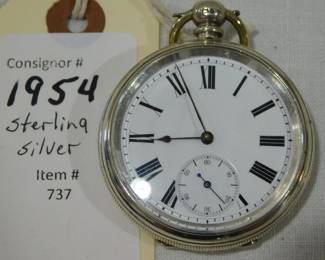 Consignor #
1954
sterling
silver
Item #
737